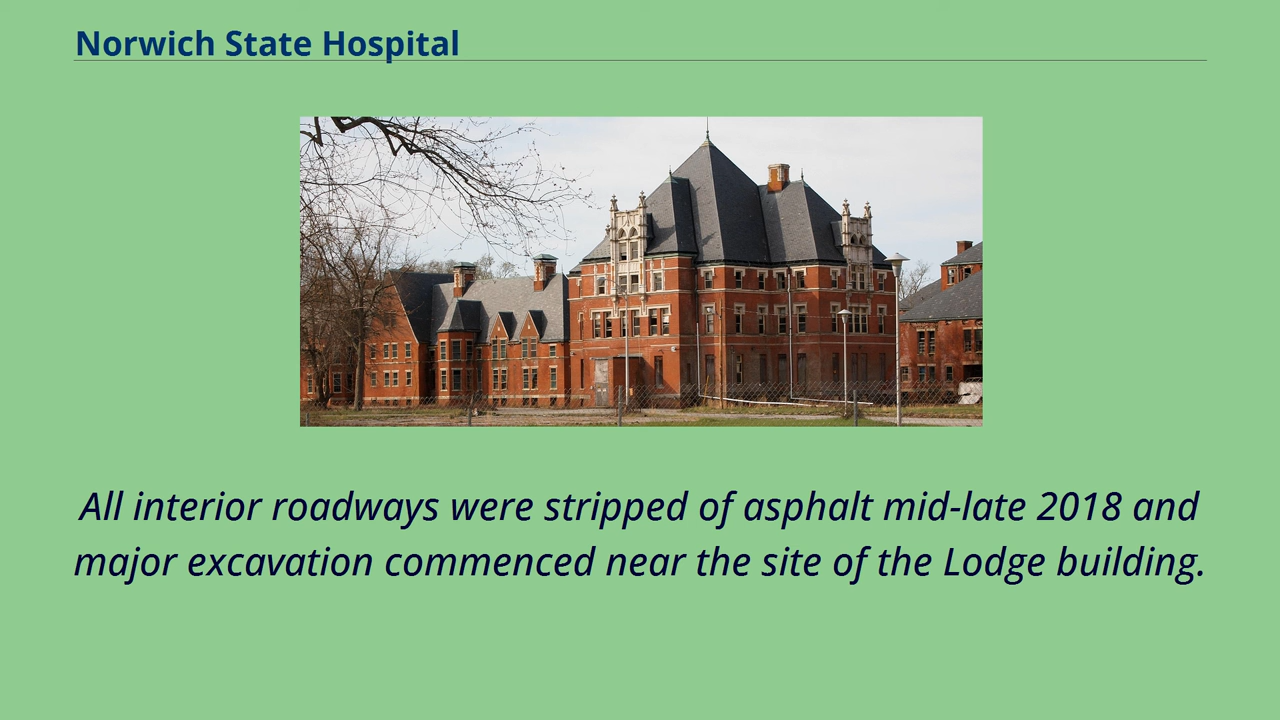 Norwich State Hospital
All interior roadways were stripped of asphalt mid-late 2018 and
major excavation commenced near the site of the Lodge building.